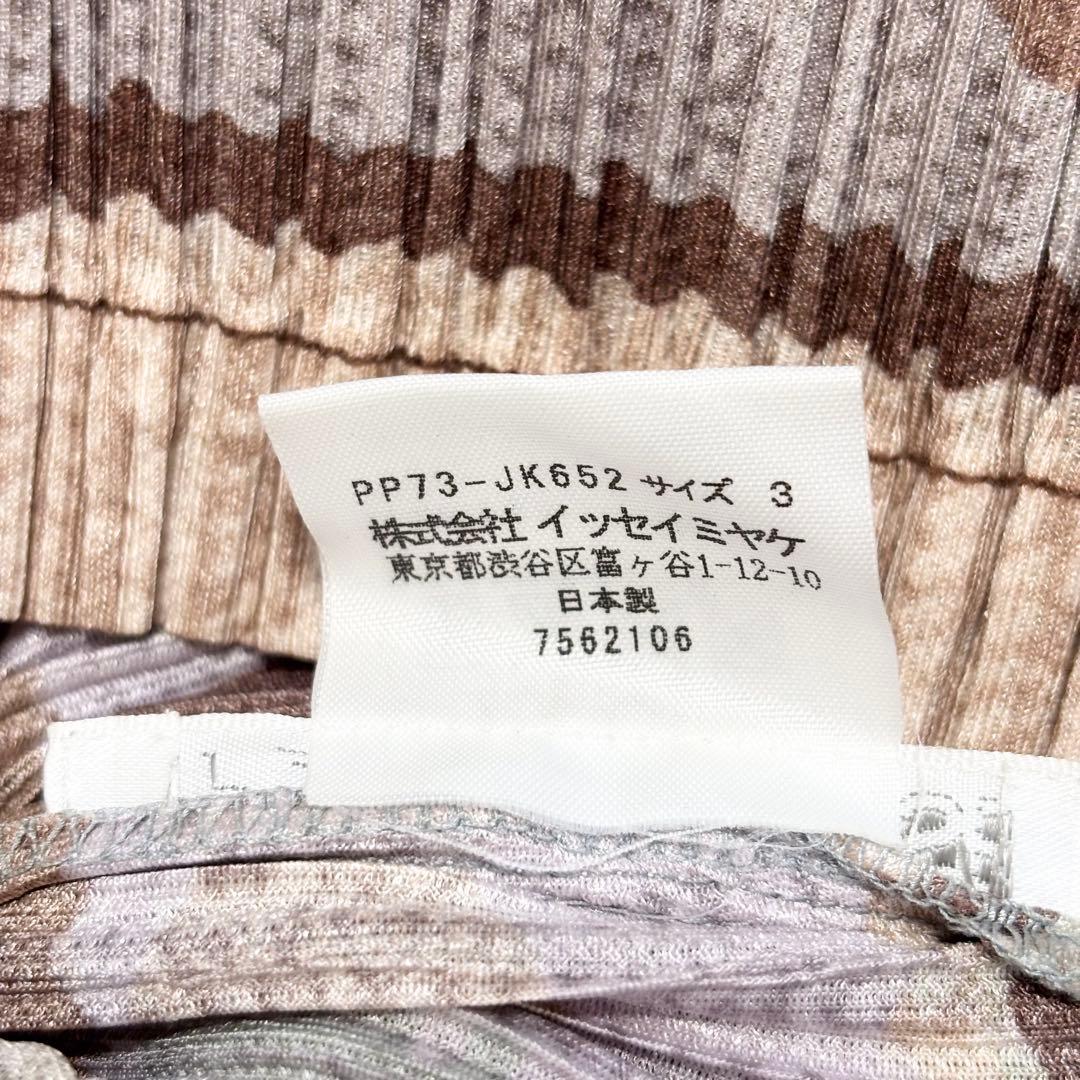 PP73-JK652 サイズ 3
株式会社 イッセイミヤケ
東京都渋谷区富ヶ谷1-12-10
日本製
7562106